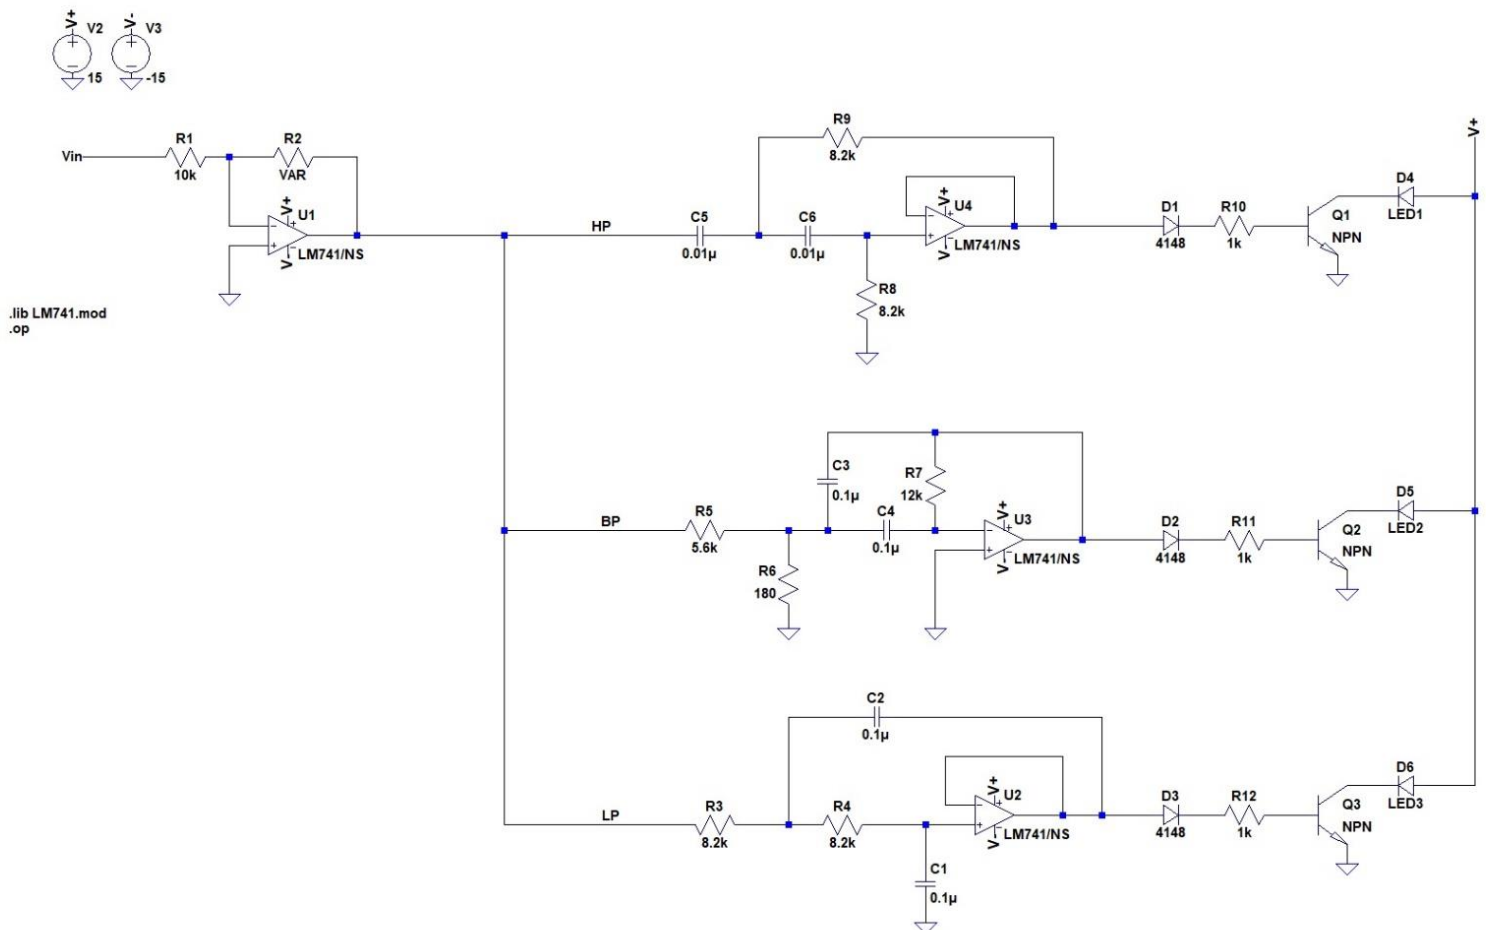 V+
V2
15
V-
V3
-15
Vin
R1
10k
R2
VAR
V+
U1
LM741/NS
V-
.lib LM741.mod
.op
HP
C5
0.01µ
C6
0.01µ
R9
8.2k
R8
8.2k
V+
U4
LM741/NS
V-
D1
4148
R10
1k
Q1
NPN
D4
LED1
V+
BP
R5
5.6k
R6
180
C3
0.1µ
C4
0.1µ
R7
12k
V+
U3
LM741/NS
V-
D2
4148
R11
1k
Q2
NPN
D5
LED2
LP
R3
8.2k
R4
8.2k
C2
0.1µ
C1
0.1µ
V+
U2
LM741/NS
V-
D3
4148
R12
1k
Q3
NPN
D6
LED3